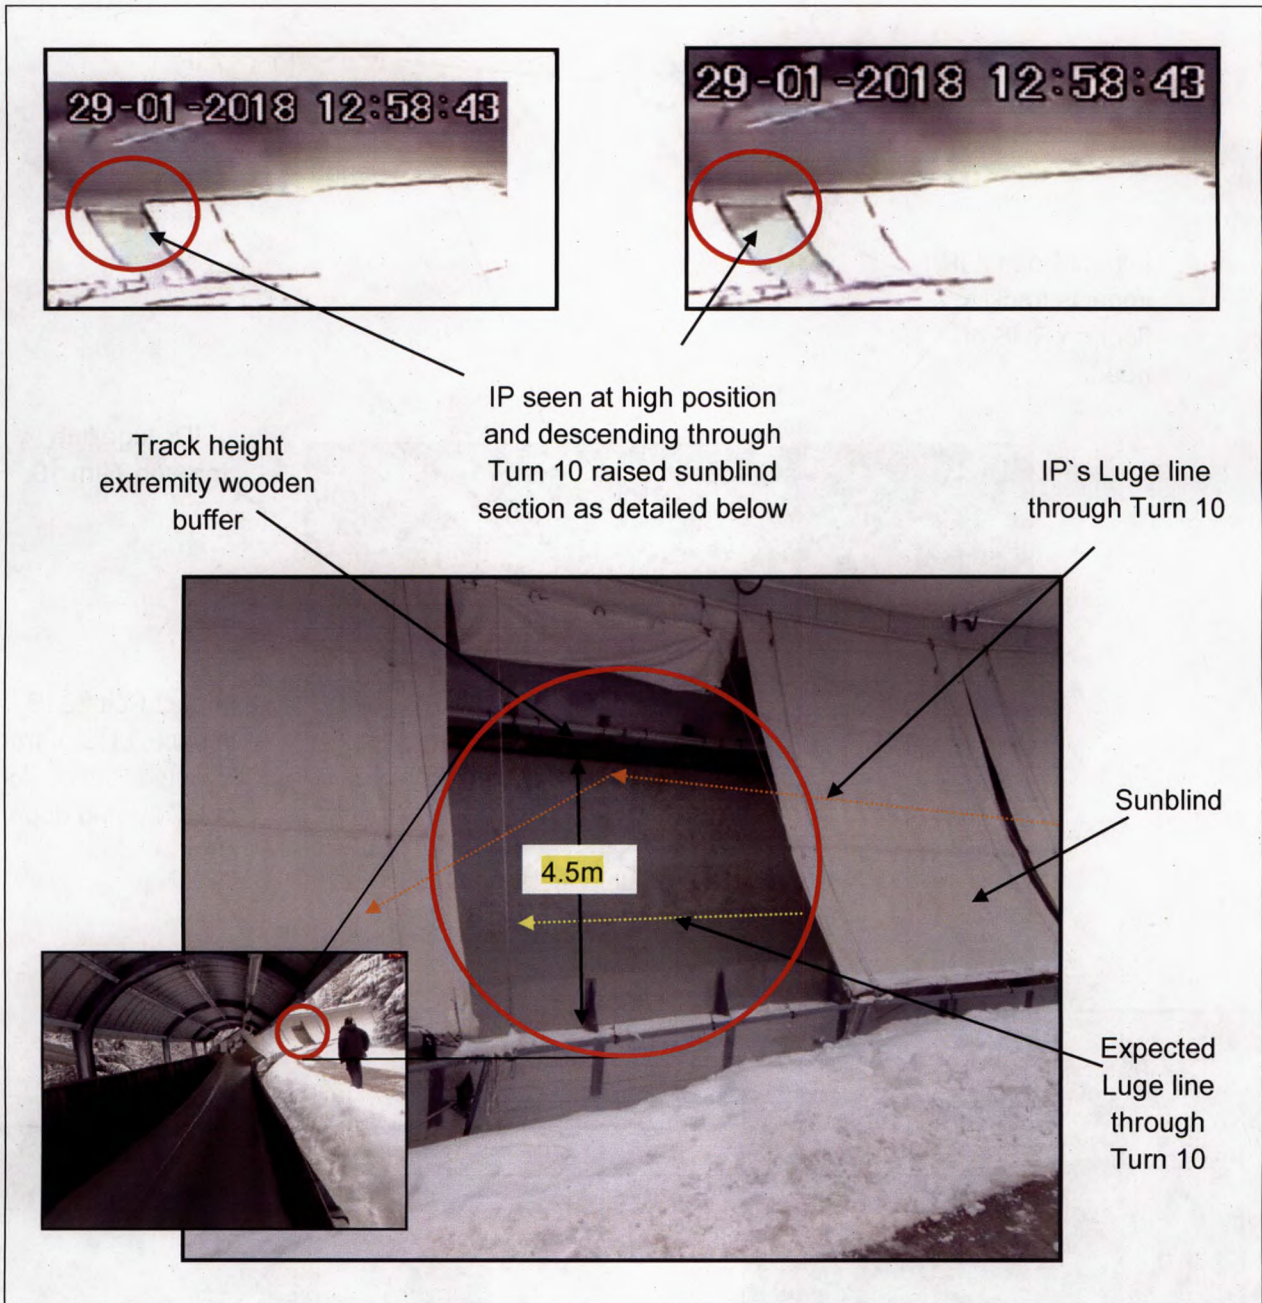 29-01-2018 12:58:43
29-01-2018 12:58:43
IP seen at high position
and descending through
Turn 10 raised sunblind
section as detailed below
Track height
extremity wooden
buffer
IP`s Luge line
through Turn 10
Sunblind
4.5m
Expected
Luge line
through
Turn 10